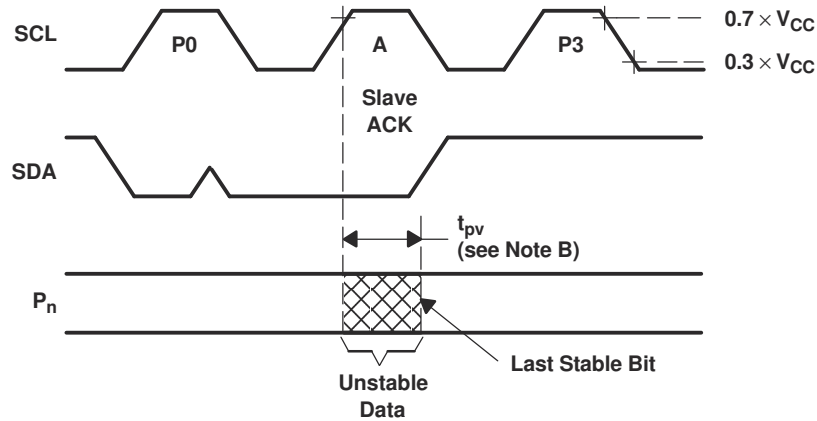 SCL
P0
A
P3
0.7 × VCC
0.3 × VCC
Slave
ACK
SDA
tpv
(see Note B)
Pn
Last Stable Bit
Unstable
Data